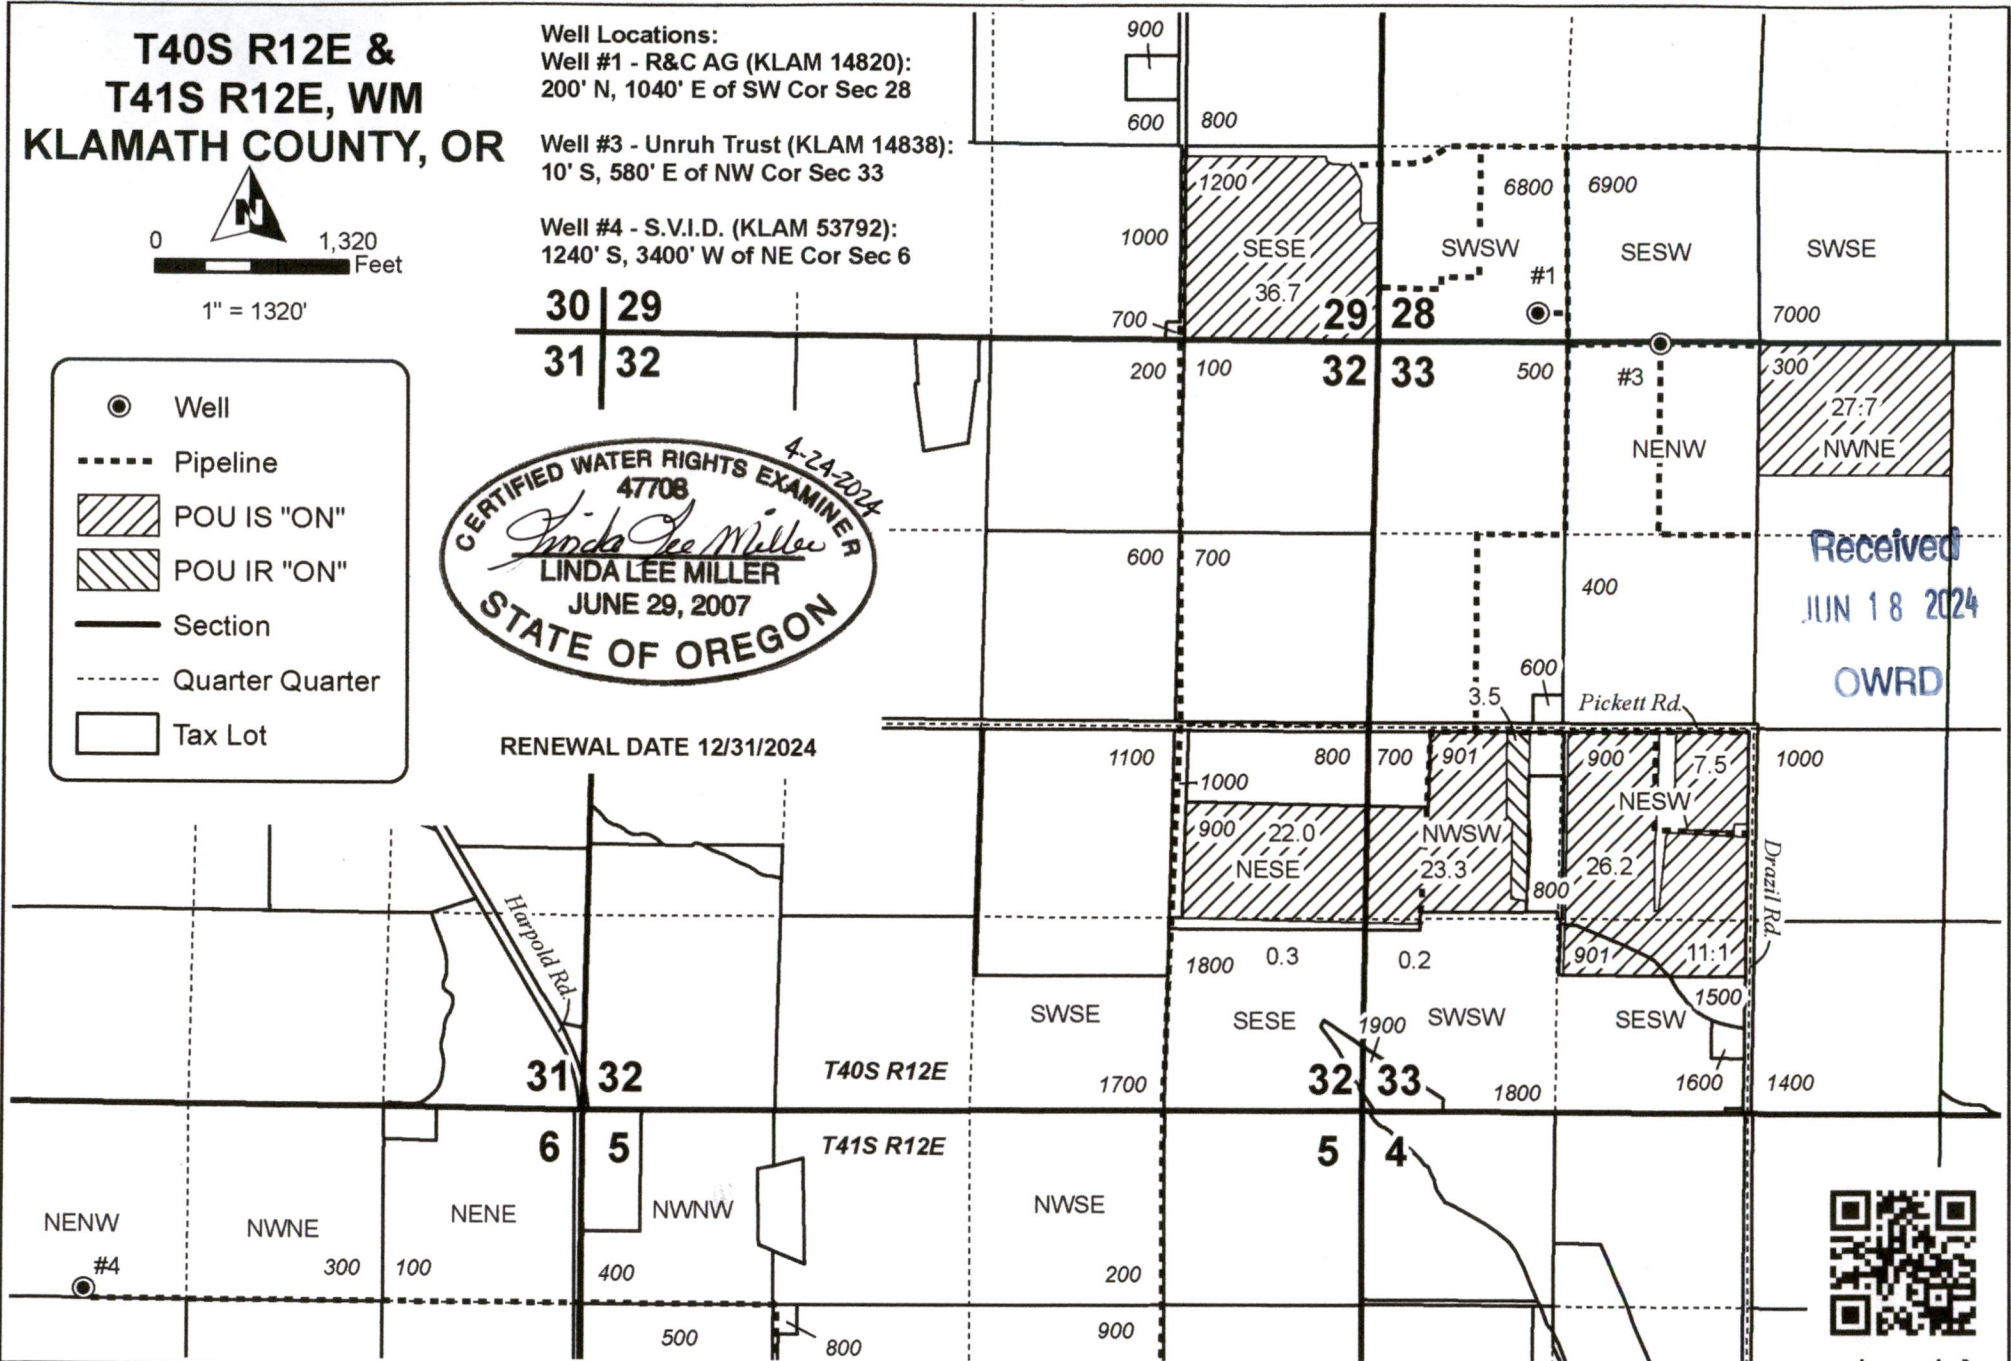 T40S R12E &
T41S R12E, WM
KLAMATH COUNTY, OR
N
0 1,320
Feet
1" = 1320'
Well Locations:
Well #1 - R&C AG (KLAM 14820):
200' N, 1040' E of SW Cor Sec 28
Well #3 - Unruh Trust (KLAM 14838):
10' S, 580' E of NW Cor Sec 33
Well #4 - S.V.I.D. (KLAM 53792):
1240' S, 3400' W of NE Cor Sec 6
Well
Pipeline
POU IS "ON"
POU IR "ON"
Section
Quarter Quarter
Tax Lot
4-24-2024
CERTIFIED WATER RIGHTS EXAMINER
47708
Linda Lee Miller
LINDA LEE MILLER
JUNE 29, 2007
STATE OF OREGON
RENEWAL DATE 12/31/2024
900
600 800
1200 6800 6900
1000 SESE SWSW SESW SWSE
36.7 #1
30 29 700 29 28 7000
31 32 200 100 32 33 500 #3 300
27.7
NENW NWNE
Received
JUN 18 2024
OWRD
600 700 400
600
3.5 Pickett Rd.
1100 800 700 901 900 7.5 1000
1000 NESW
900 22.0 NWSW
NESE 23.3 26.2
800
Drazil Rd.
Harpold Rd.
1800 0.3 0.2 901 11.1
1500
SWSE SESE 1900 SWSW SESW
31 32 T40S R12E 1700 32 33 1800 1600 1400
6 5 T41S R12E 5 4
NENW NWNE NENE NWNW NWSE
#4 300 100 400 200
500 800 900